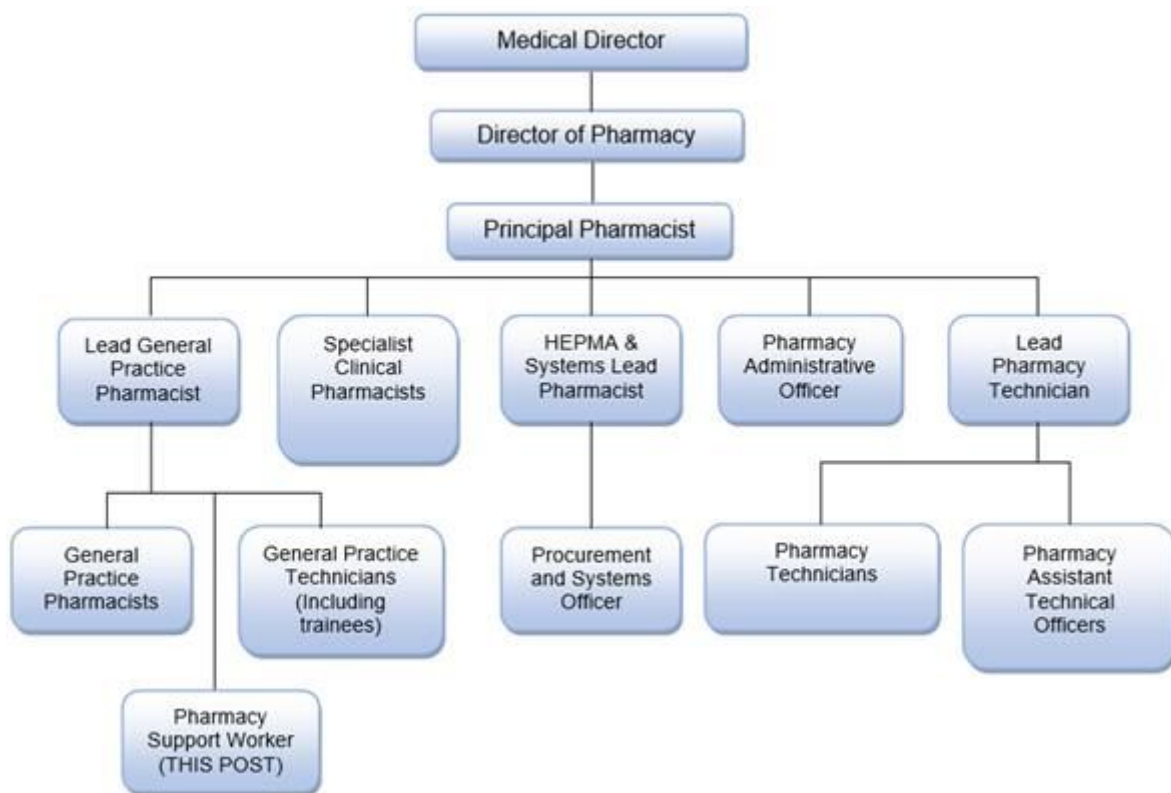 Medical Director
Director of Pharmacy
Principal Pharmacist
Lead General
Practice
Pharmacist
Specialist
Clinical
Pharmacists
HEPMA &
Systems Lead
Pharmacist
Pharmacy
Administrative
Officer
Lead
Pharmacy
Technician
General
Practice
Pharmacists
General Practice
Technicians
(Including
trainees)
Procurement
and Systems
Officer
Pharmacy
Technicians
Pharmacy
Assistant
Technical
Officers
Pharmacy
Support Worker
(THIS POST)